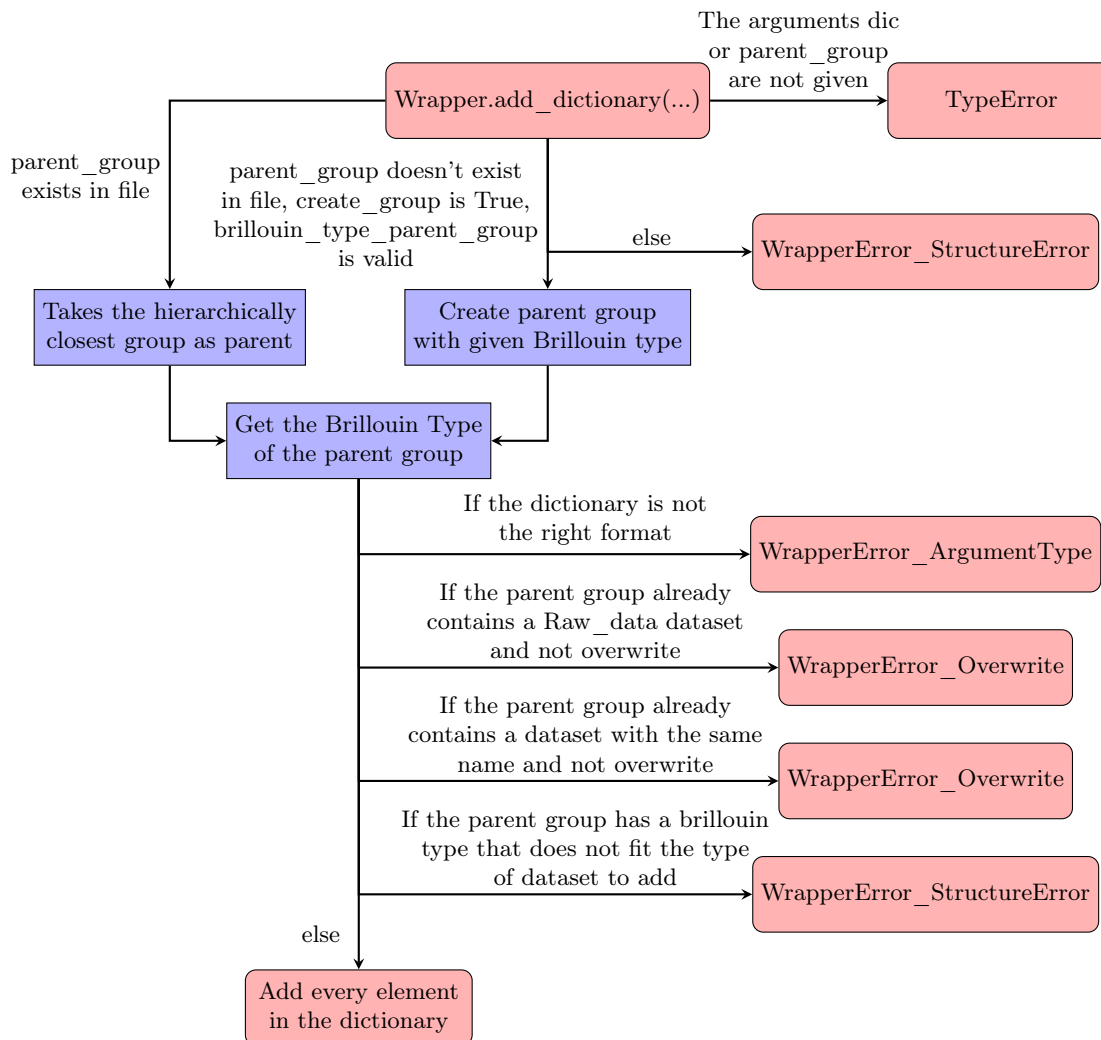 The arguments dic
or parent_group
are not given
Wrapper.add_dictionary(...)
TypeError
parent_group
exists in file
parent_group doesn't exist
in file, create_group is True,
brillouin_type_parent_group
is valid
else
WrapperError_StructureError
Takes the hierarchically
closest group as parent
Create parent group
with given Brillouin type
Get the Brillouin Type
of the parent group
If the dictionary is not
the right format
WrapperError_ArgumentType
If the parent group already
contains a Raw_data dataset
and not overwrite
WrapperError_Overwrite
If the parent group already
contains a dataset with the same
name and not overwrite
WrapperError_Overwrite
If the parent group has a brillouin
type that does not fit the type
of dataset to add
WrapperError_StructureError
else
Add every element
in the dictionary